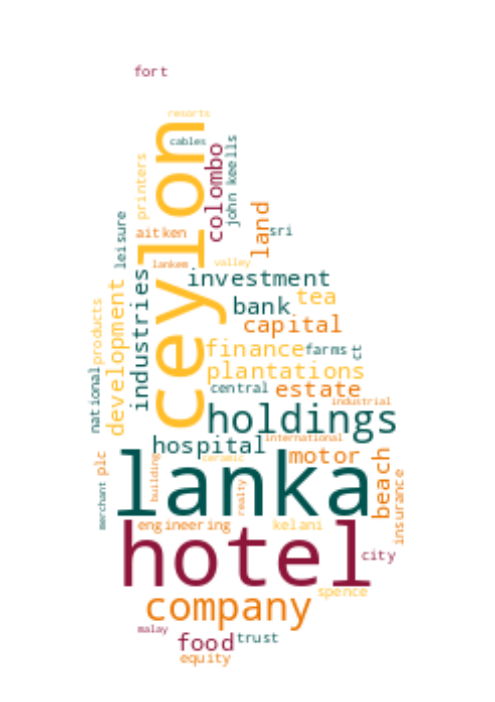 fort
resorts
cables
ceylon
colombo
john keells
printers
aitken
land
sri
leisure
lankem
valley
industries
investment
development
products
bank
tea
capital
finance
farms
ct
plantations
national
central
estate
industrial
holdings
hospital
international
motor
plc
building
ceramic
lanka
beach
insurance
merchant
realty
engineering
kelani
hotel
city
spence
company
malay
food
trust
equity